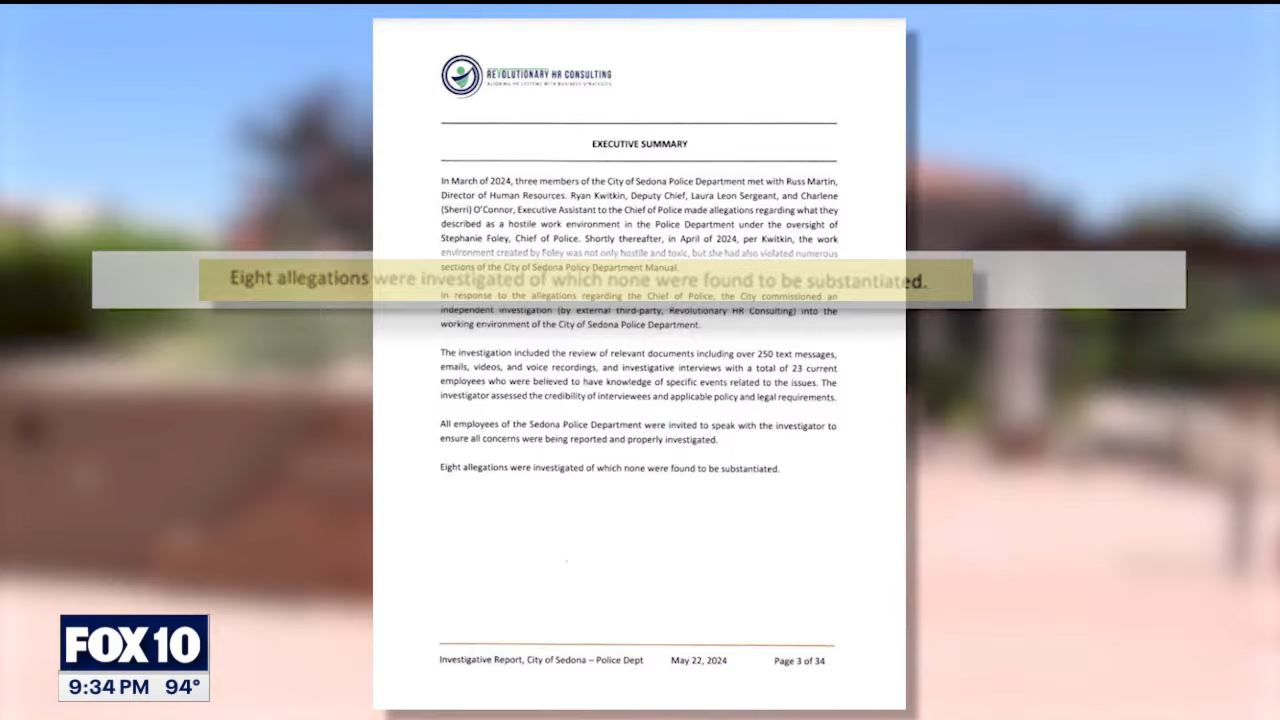 REVOLUTIONARY HR CONSULTING
ALIGNING HR SYSTEMS WITH BUSINESS STRATEGIES
EXECUTIVE SUMMARY
In March of 2024, three members of the City of Sedona Police Department met with Russ Martin,
Director of Human Resources. Ryan Kwitkin, Deputy Chief, Laura Leon Sergeant, and Charlene
(Sherri) O'Connor, Executive Assistant to the Chief of Police made allegations regarding what they
described as a hostile work environment in the Police Department under the oversight of
Stephanie Foley, Chief of Police. Shortly thereafter, in April of 2024, per Kwitkin, the work
environment created by Foley was not only hostile and toxic, but she had also violated numerous
sections of the City of Sedona Policy Department Manual.
Eight allegations were investigated of which none were found to be substantiated.
In response to the allegations regarding the Chief of Police, the City commissioned an
independent investigation (by external third-party, Revolutionary HR Consulting) into the
working environment of the City of Sedona Police Department.
The investigation included the review of relevant documents including over 250 text messages,
emails, videos, and voice recordings, and investigative interviews with a total of 23 current
employees who were believed to have knowledge of specific events related to the issues. The
investigator assessed the credibility of interviewees and applicable policy and legal requirements.
All employees of the Sedona Police Department were invited to speak with the investigator to
ensure all concerns were being reported and properly investigated.
Eight allegations were investigated of which none were found to be substantiated.
Investigative Report, City of Sedona – Police Dept May 22, 2024 Page 3 of 34
FOX 10
9:34 PM 94°